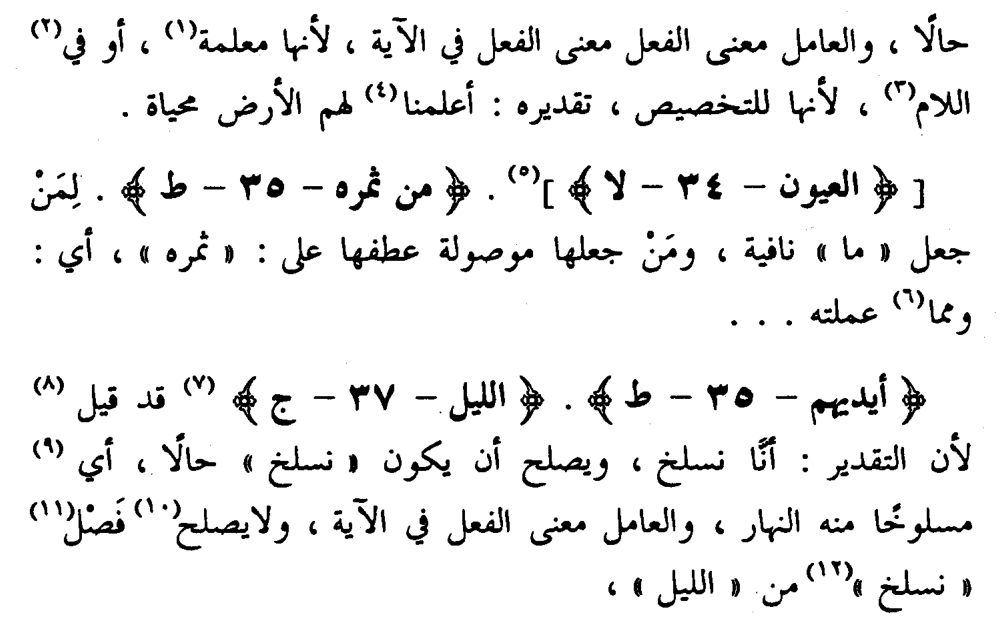 حالًا ، والعامل معنى الفعل معنى الفعل في الآية ، لأنها معلمة(١) ، أو في(٢)
اللام(٣) ، لأنها للتخصيص ، تقديره : أعلمنا(٤) لهم الأرض محياة .
[ ﴿ العيون – ٣٤ – لا ﴾ ](٥) . ﴿ من ثمره – ٣٥ – ط ﴾ . لِمَنْ
جعل « ما » نافية ، ومَنْ جعلها موصولة عطفها على : « ثمره » ، أي :
ومما(٦) عملته . . .
﴿ أيديهم – ٣٥ – ط ﴾ . ﴿ الليل – ٣٧ – ج ﴾ (٧) قد قيل (٨)
لأن التقدير : أنَّا نسلخ ، ويصلح أن يكون « نسلخ » حالًا ، أي (٩)
مسلوخًا منه النهار ، والعامل معنى الفعل في الآية ، ولايصلح(١٠) فَصْل(١١)
« نسلخ »(١٢) من « الليل » ،